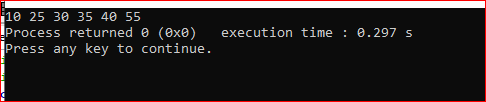 10 25 30 35 40 55
Process returned 0 (0x0)   execution time : 0.297 s
Press any key to continue.